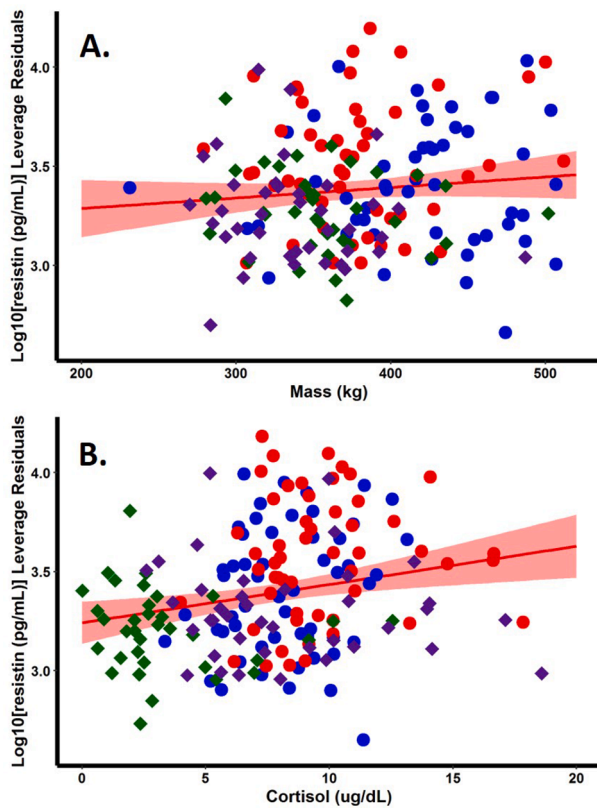 A.
Log10[resistin (pg/mL)] Leverage Residuals
4.0
3.5
3.0
200
300
400
500
Mass (kg)
B.
Log10[resistin (pg/mL)] Leverage Residuals
4.0
3.5
3.0
0
5
10
15
20
Cortisol (ug/dL)